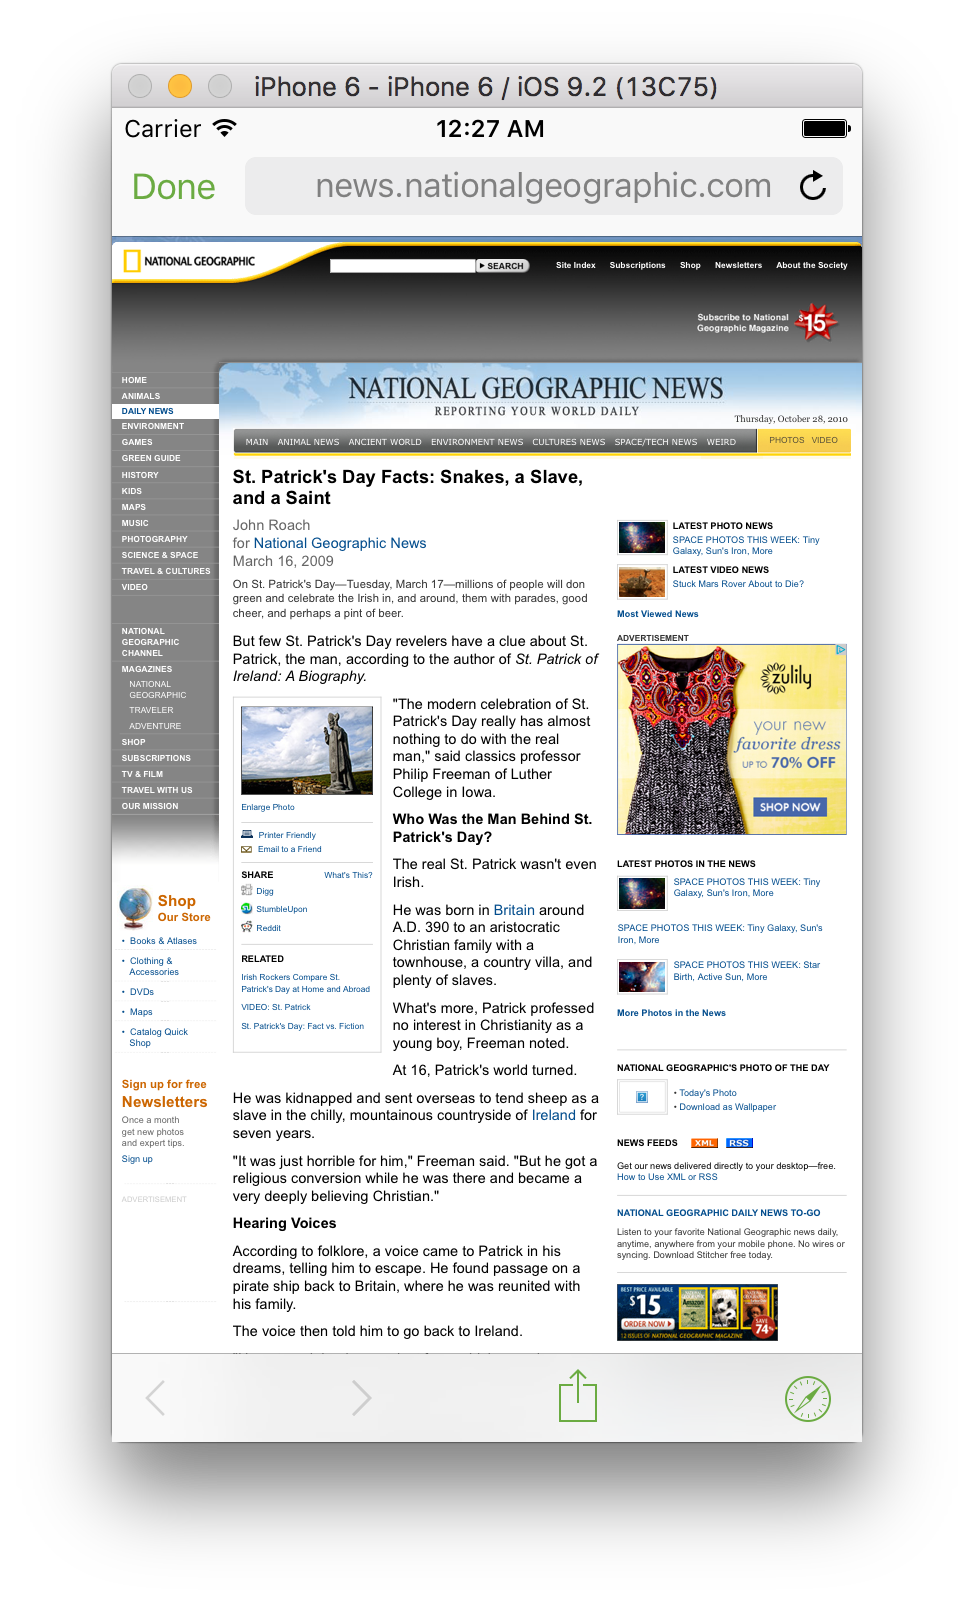 iPhone 6 - iPhone 6 / iOS 9.2 (13C75)
Carrier 12:27 AM
Done news.nationalgeographic.com
NATIONAL GEOGRAPHIC
SEARCH
Site Index Subscriptions Shop Newsletters About the Society
Subscribe to National
Geographic Magazine
$15
HOME
ANIMALS
DAILY NEWS
ENVIRONMENT
GAMES
GREEN GUIDE
HISTORY
KIDS
MAPS
MUSIC
PHOTOGRAPHY
SCIENCE & SPACE
TRAVEL & CULTURES
VIDEO
NATIONAL
GEOGRAPHIC
CHANNEL
MAGAZINES
NATIONAL
GEOGRAPHIC
TRAVELER
ADVENTURE
SHOP
SUBSCRIPTIONS
TV & FILM
TRAVEL WITH US
OUR MISSION
Shop
Our Store
• Books & Atlases
• Clothing &
Accessories
• DVDs
• Maps
• Catalog Quick
Shop
Sign up for free
Newsletters
Once a month
get new photos
and expert tips.
Sign up
ADVERTISEMENT
NATIONAL GEOGRAPHIC NEWS
REPORTING YOUR WORLD DAILY
Thursday, October 28, 2010
MAIN ANIMAL NEWS ANCIENT WORLD ENVIRONMENT NEWS CULTURES NEWS SPACE/TECH NEWS WEIRD PHOTOS VIDEO
St. Patrick's Day Facts: Snakes, a Slave,
and a Saint
John Roach
for National Geographic News
March 16, 2009
On St. Patrick's Day—Tuesday, March 17—millions of people will don
green and celebrate the Irish in, and around, them with parades, good
cheer, and perhaps a pint of beer.
But few St. Patrick's Day revelers have a clue about St.
Patrick, the man, according to the author of St. Patrick of
Ireland: A Biography.
Enlarge Photo
Printer Friendly
Email to a Friend
SHARE What's This?
Digg
StumbleUpon
Reddit
RELATED
Irish Rockers Compare St.
Patrick's Day at Home and Abroad
VIDEO: St. Patrick
St. Patrick's Day: Fact vs. Fiction
"The modern celebration of St.
Patrick's Day really has almost
nothing to do with the real
man," said classics professor
Philip Freeman of Luther
College in Iowa.
Who Was the Man Behind St.
Patrick's Day?
The real St. Patrick wasn't even
Irish.
He was born in Britain around
A.D. 390 to an aristocratic
Christian family with a
townhouse, a country villa, and
plenty of slaves.
What's more, Patrick professed
no interest in Christianity as a
young boy, Freeman noted.
At 16, Patrick's world turned.
He was kidnapped and sent overseas to tend sheep as a
slave in the chilly, mountainous countryside of Ireland for
seven years.
"It was just horrible for him," Freeman said. "But he got a
religious conversion while he was there and became a
very deeply believing Christian."
Hearing Voices
According to folklore, a voice came to Patrick in his
dreams, telling him to escape. He found passage on a
pirate ship back to Britain, where he was reunited with
his family.
The voice then told him to go back to Ireland.
LATEST PHOTO NEWS
SPACE PHOTOS THIS WEEK: Tiny
Galaxy, Sun's Iron, More
LATEST VIDEO NEWS
Stuck Mars Rover About to Die?
Most Viewed News
ADVERTISEMENT
zulily
your new
favorite dress
UP TO 70% OFF
SHOP NOW
LATEST PHOTOS IN THE NEWS
SPACE PHOTOS THIS WEEK: Tiny
Galaxy, Sun's Iron, More
SPACE PHOTOS THIS WEEK: Tiny Galaxy, Sun's
Iron, More
SPACE PHOTOS THIS WEEK: Star
Birth, Active Sun, More
More Photos in the News
NATIONAL GEOGRAPHIC'S PHOTO OF THE DAY
• Today's Photo
• Download as Wallpaper
NEWS FEEDS XML RSS
Get our news delivered directly to your desktop—free.
How to Use XML or RSS
NATIONAL GEOGRAPHIC DAILY NEWS TO-GO
Listen to your favorite National Geographic news daily,
anytime, anywhere from your mobile phone. No wires or
syncing. Download Stitcher free today.
BEST PRICE AVAILABLE
$15
ORDER NOW
12 ISSUES OF NATIONAL GEOGRAPHIC MAGAZINE
SAVE
74%